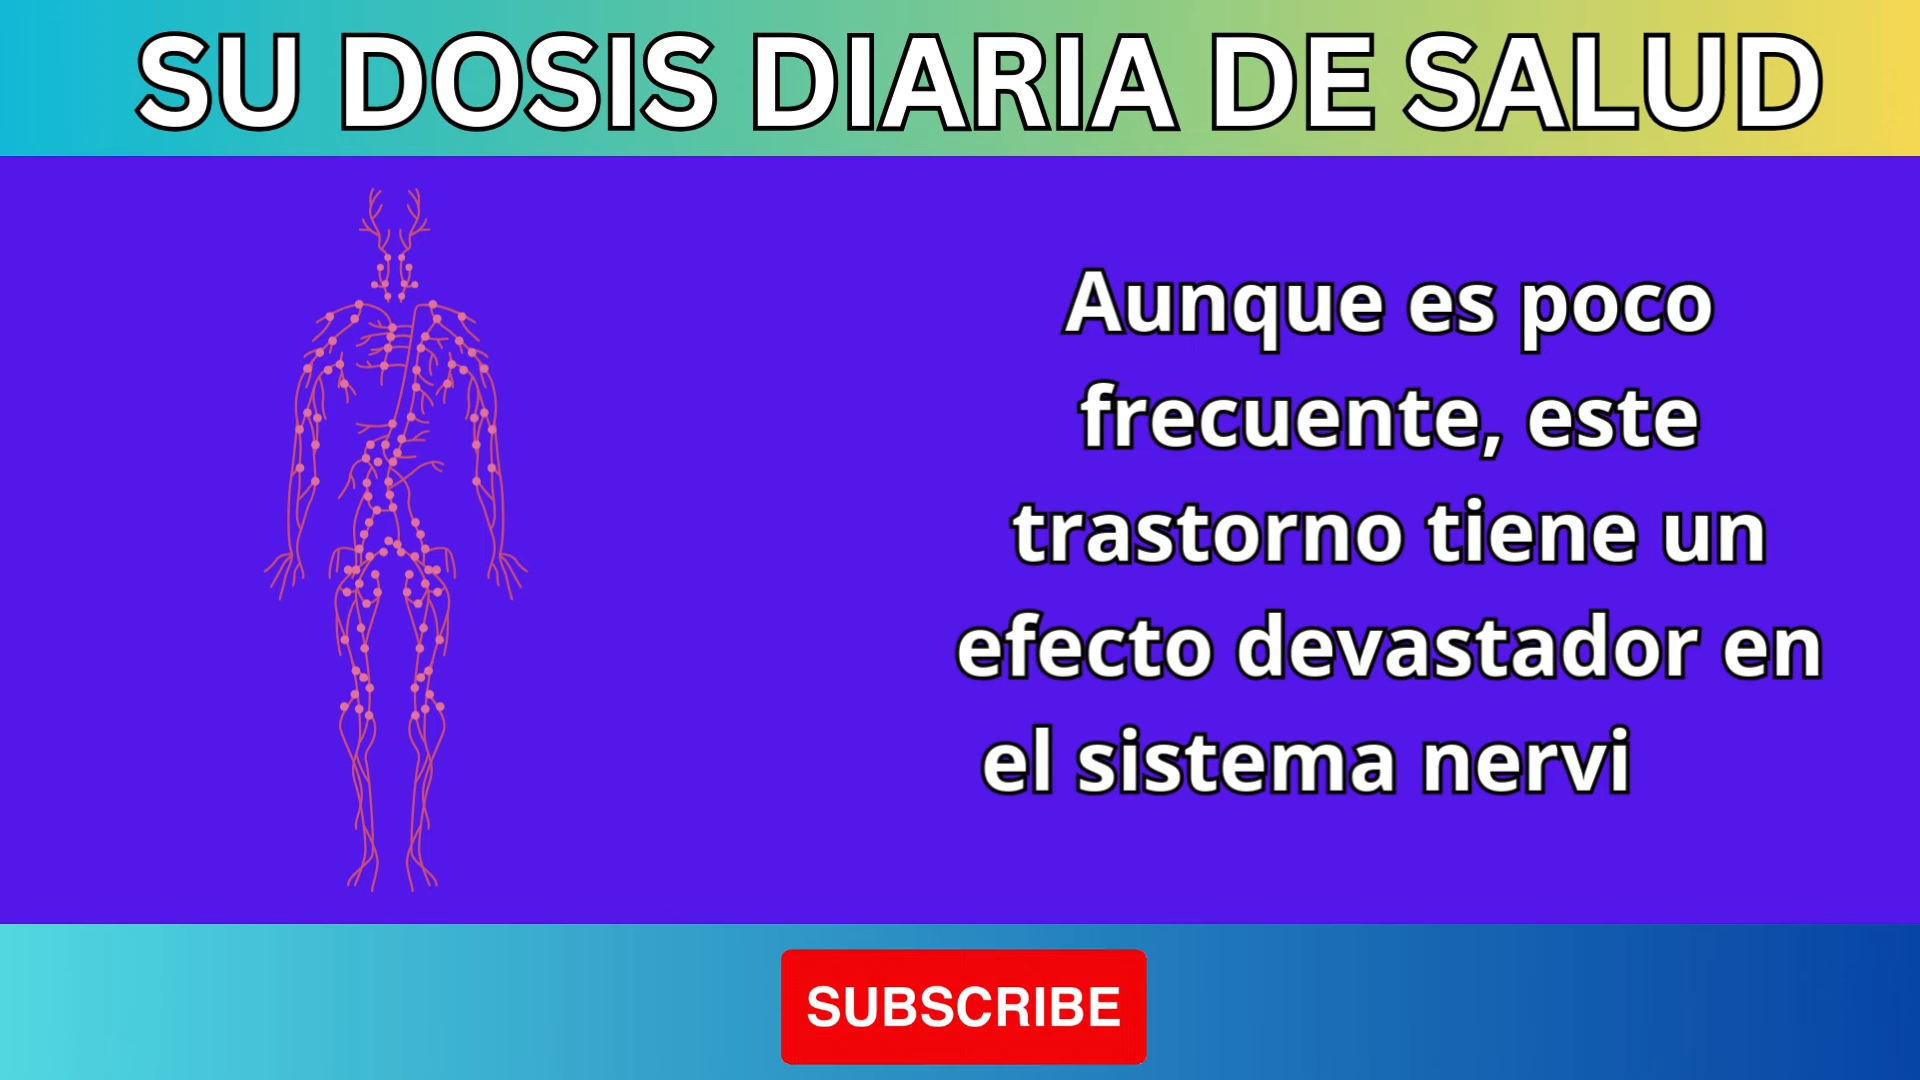 SU DOSIS DIARIA DE SALUD
Aunque es poco
frecuente, este
trastorno tiene un
efecto devastador en
el sistema nervi
SUBSCRIBE